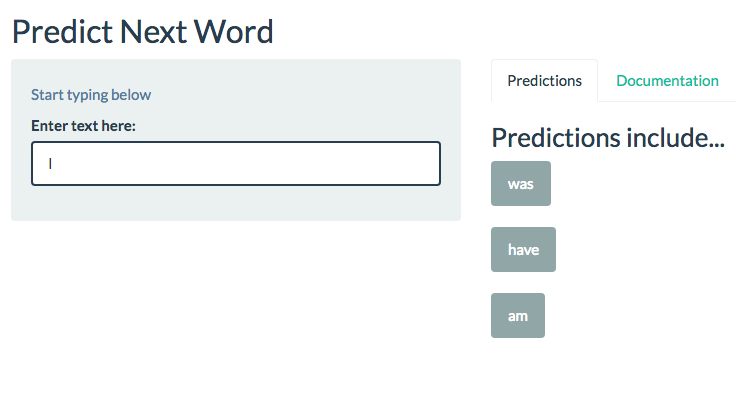 Predict Next Word
Start typing below
Enter text here:
I
Predictions
Documentation
Predictions include...
was
have
am